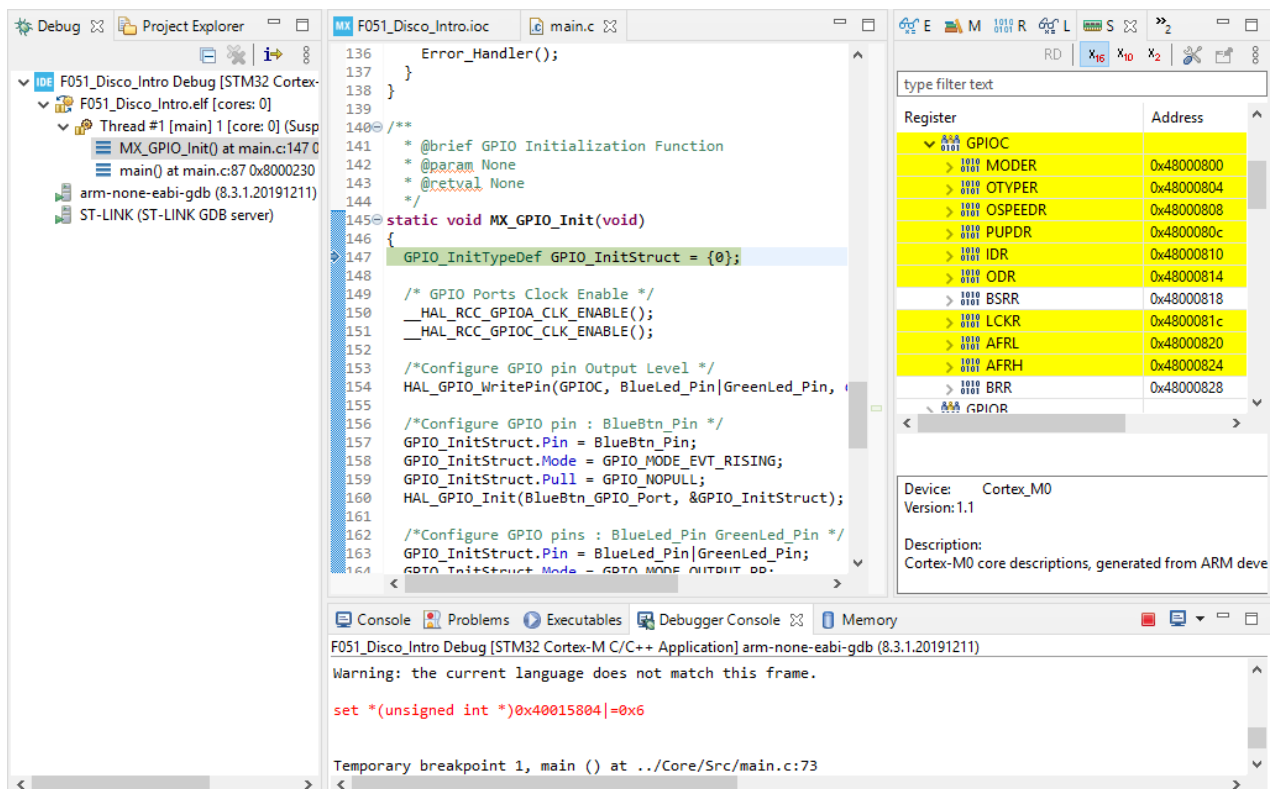 Debug
Project Explorer
F051_Disco_Intro Debug [STM32 Cortex-
F051_Disco_Intro.elf [cores: 0]
Thread #1 [main] 1 [core: 0] (Susp
MX_GPIO_Init() at main.c:147 0
main() at main.c:87 0x8000230
arm-none-eabi-gdb (8.3.1.20191211)
ST-LINK (ST-LINK GDB server)
MX F051_Disco_Intro.ioc
main.c
136 Error_Handler();
137 }
138 }
139
140 /**
141 * @brief GPIO Initialization Function
142 * @param None
143 * @retval None
144 */
145 static void MX_GPIO_Init(void)
146 {
147 GPIO_InitTypeDef GPIO_InitStruct = {0};
148
149 /* GPIO Ports Clock Enable */
150 __HAL_RCC_GPIOA_CLK_ENABLE();
151 __HAL_RCC_GPIOC_CLK_ENABLE();
152
153 /*Configure GPIO pin Output Level */
154 HAL_GPIO_WritePin(GPIOC, BlueLed_Pin|GreenLed_Pin,
155
156 /*Configure GPIO pin : BlueBtn_Pin */
157 GPIO_InitStruct.Pin = BlueBtn_Pin;
158 GPIO_InitStruct.Mode = GPIO_MODE_EVT_RISING;
159 GPIO_InitStruct.Pull = GPIO_NOPULL;
160 HAL_GPIO_Init(BlueBtn_GPIO_Port, &GPIO_InitStruct);
161
162 /*Configure GPIO pins : BlueLed_Pin GreenLed_Pin */
163 GPIO_InitStruct.Pin = BlueLed_Pin|GreenLed_Pin;
164 GPIO_InitStruct.Mode = GPIO_MODE_OUTPUT_PP;
E M R L S 2
RD X16 X10 X2
type filter text
Register Address
GPIOC
MODER 0x48000800
OTYPER 0x48000804
OSPEEDR 0x48000808
PUPDR 0x4800080c
IDR 0x48000810
ODR 0x48000814
BSRR 0x48000818
LCKR 0x4800081c
AFRL 0x48000820
AFRH 0x48000824
BRR 0x48000828
GPIOB
Device: Cortex_M0
Version:1.1
Description:
Cortex-M0 core descriptions, generated from ARM deve
Console Problems Executables Debugger Console Memory
F051_Disco_Intro Debug [STM32 Cortex-M C/C++ Application] arm-none-eabi-gdb (8.3.1.20191211)
Warning: the current language does not match this frame.
set *(unsigned int *)0x40015804|=0x6
Temporary breakpoint 1, main () at ../Core/Src/main.c:73